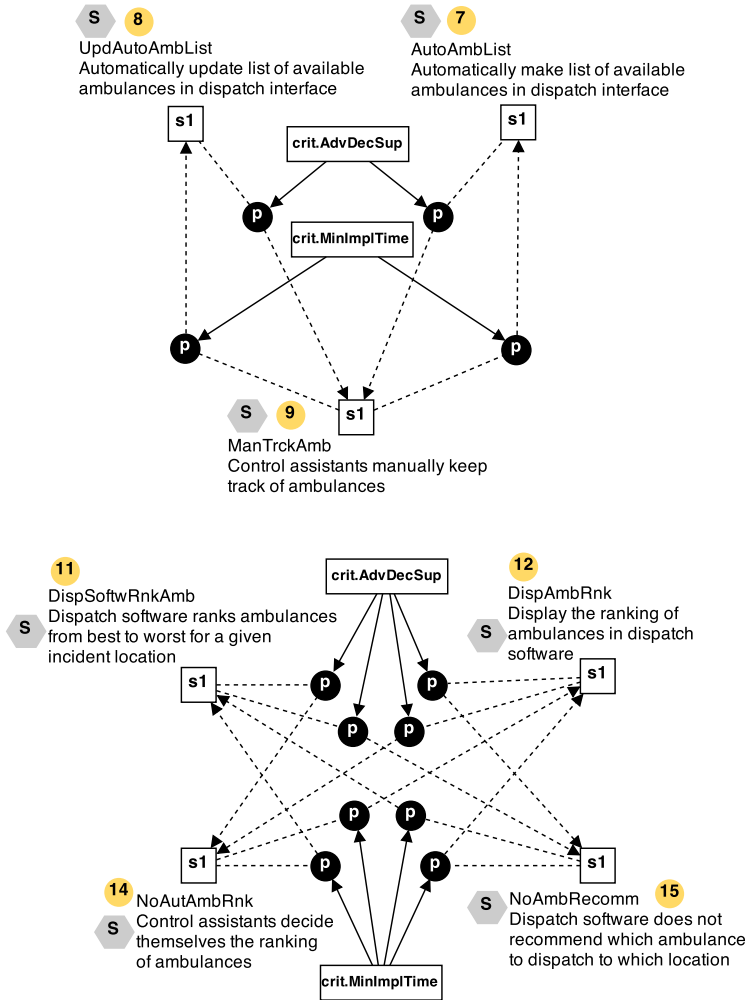 S 8
UpdAutoAmbList
Automatically update list of available
ambulances in dispatch interface
S 7
AutoAmbList
Automatically make list of available
ambulances in dispatch interface
s1
s1
crit.AdvDecSup
p
p
crit.MinImplTime
p
p
s1
S 9
ManTrckAmb
Control assistants manually keep
track of ambulances
11
DispSoftwRnkAmb
S
Dispatch software ranks ambulances
from best to worst for a given
incident location
crit.AdvDecSup
12
DispAmbRnk
Display the ranking of
S
ambulances in dispatch
software
s1
p
p
s1
p
p
p
p
s1
p
p
s1
14
NoAutAmbRnk
S
Control assistants decide
themselves the ranking
of ambulances
S
NoAmbRecomm 15
Dispatch software does not
recommend which ambulance
to dispatch to which location
crit.MinImplTime